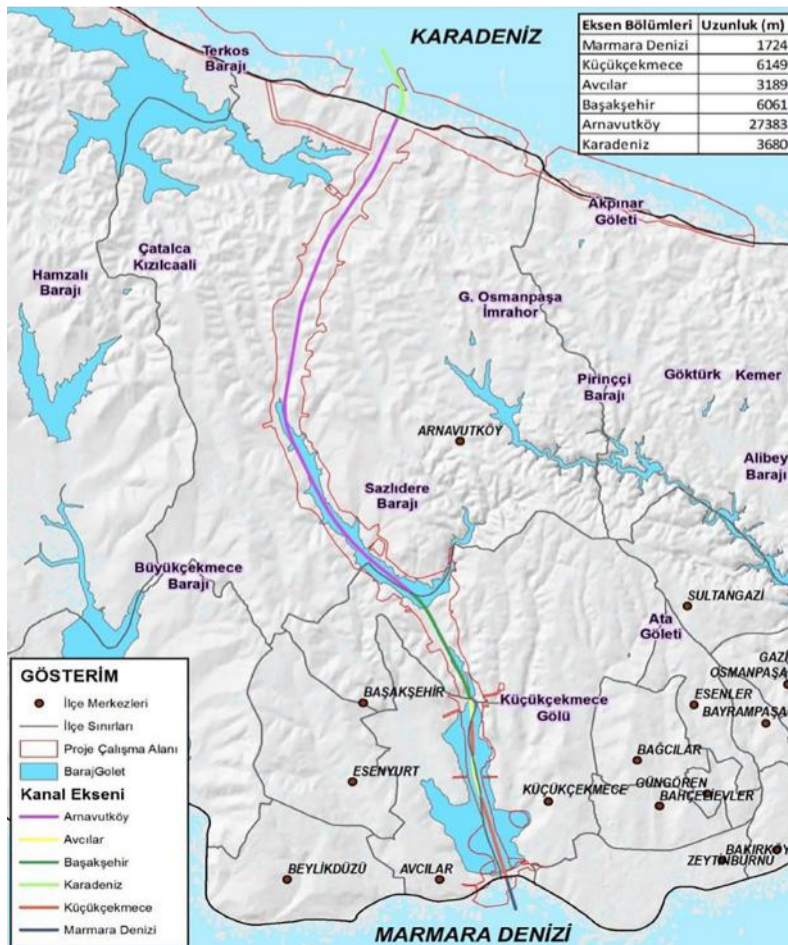 KARADENİZ
Eksen Bölümleri Uzunluk (m)
Marmara Denizi 1724
Küçükçekmece 6149
Avcılar 3189
Başakşehir 6061
Arnavutköy 27383
Karadeniz 3680
Terkos
Barajı
Akpınar
Göleti
Çatalca
Kızılcaali
Hamzalı
Barajı
G. Osmanpaşa
İmrahor
Pirinççi
Barajı
Göktürk Kemer
ARNAVUTKÖY
Alibey
Barajı
Sazlıdere
Barajı
Büyükçekmece
Barajı
SULTANGAZİ
Ata
Göleti
GAZİ
OSMANPAŞA
ESENLER
BAYRAMPAŞA
BAŞAKŞEHİR
Küçükçekmece
Gölü
BAĞCILAR
ESENYURT
KÜÇÜKÇEKMECE
GÜNGÖREN
BAHÇELİEVLER
BAKIRKÖY
ZEYTİNBURNU
BEYLİKDÜZÜ
AVCILAR
MARMARA DENİZİ
GÖSTERİM
İlçe Merkezleri
İlçe Sınırları
Proje Çalışma Alanı
BarajGolet
Kanal Ekseni
Arnavutköy
Avcılar
Başakşehir
Karadeniz
Küçükçekmece
Marmara Denizi